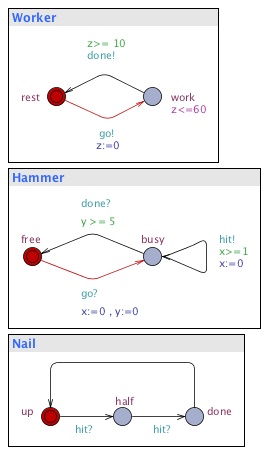 Worker
z>= 10
done!
rest
work
z<=60
go!
z:=0
Hammer
done?
y >= 5
free
busy
hit!
x>=1
x:=0
go?
x:=0 , y:=0
Nail
half
up
done
hit?
hit?